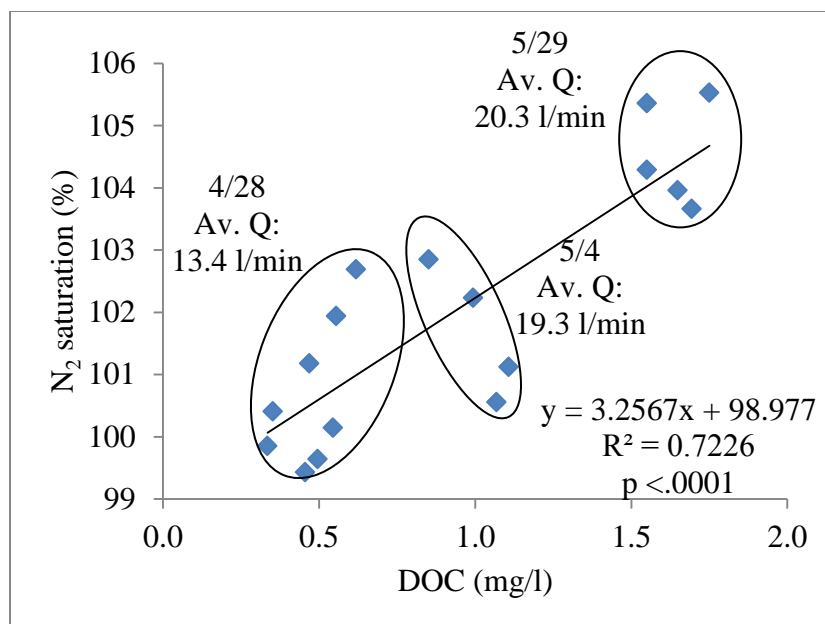 5/29
Av. Q:
20.3 l/min
4/28
Av. Q:
13.4 l/min
5/4
Av. Q:
19.3 l/min
y = 3.2567x + 98.977
R² = 0.7226
p <.0001
N₂ saturation (%)
106
105
104
103
102
101
100
99
0.0 0.5 1.0 1.5 2.0
DOC (mg/l)